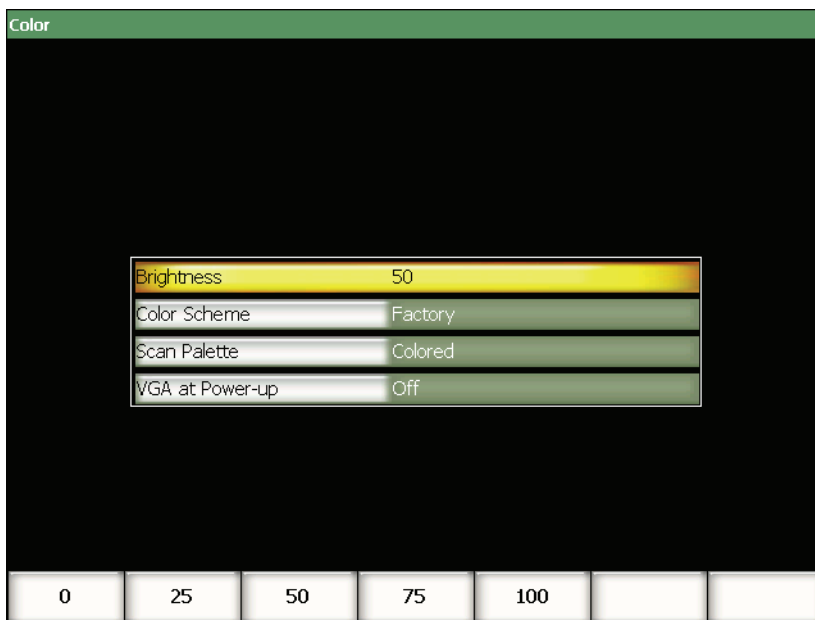 Color
Brightness 50
Color Scheme Factory
Scan Palette Colored
VGA at Power-up Off
0 25 50 75 100